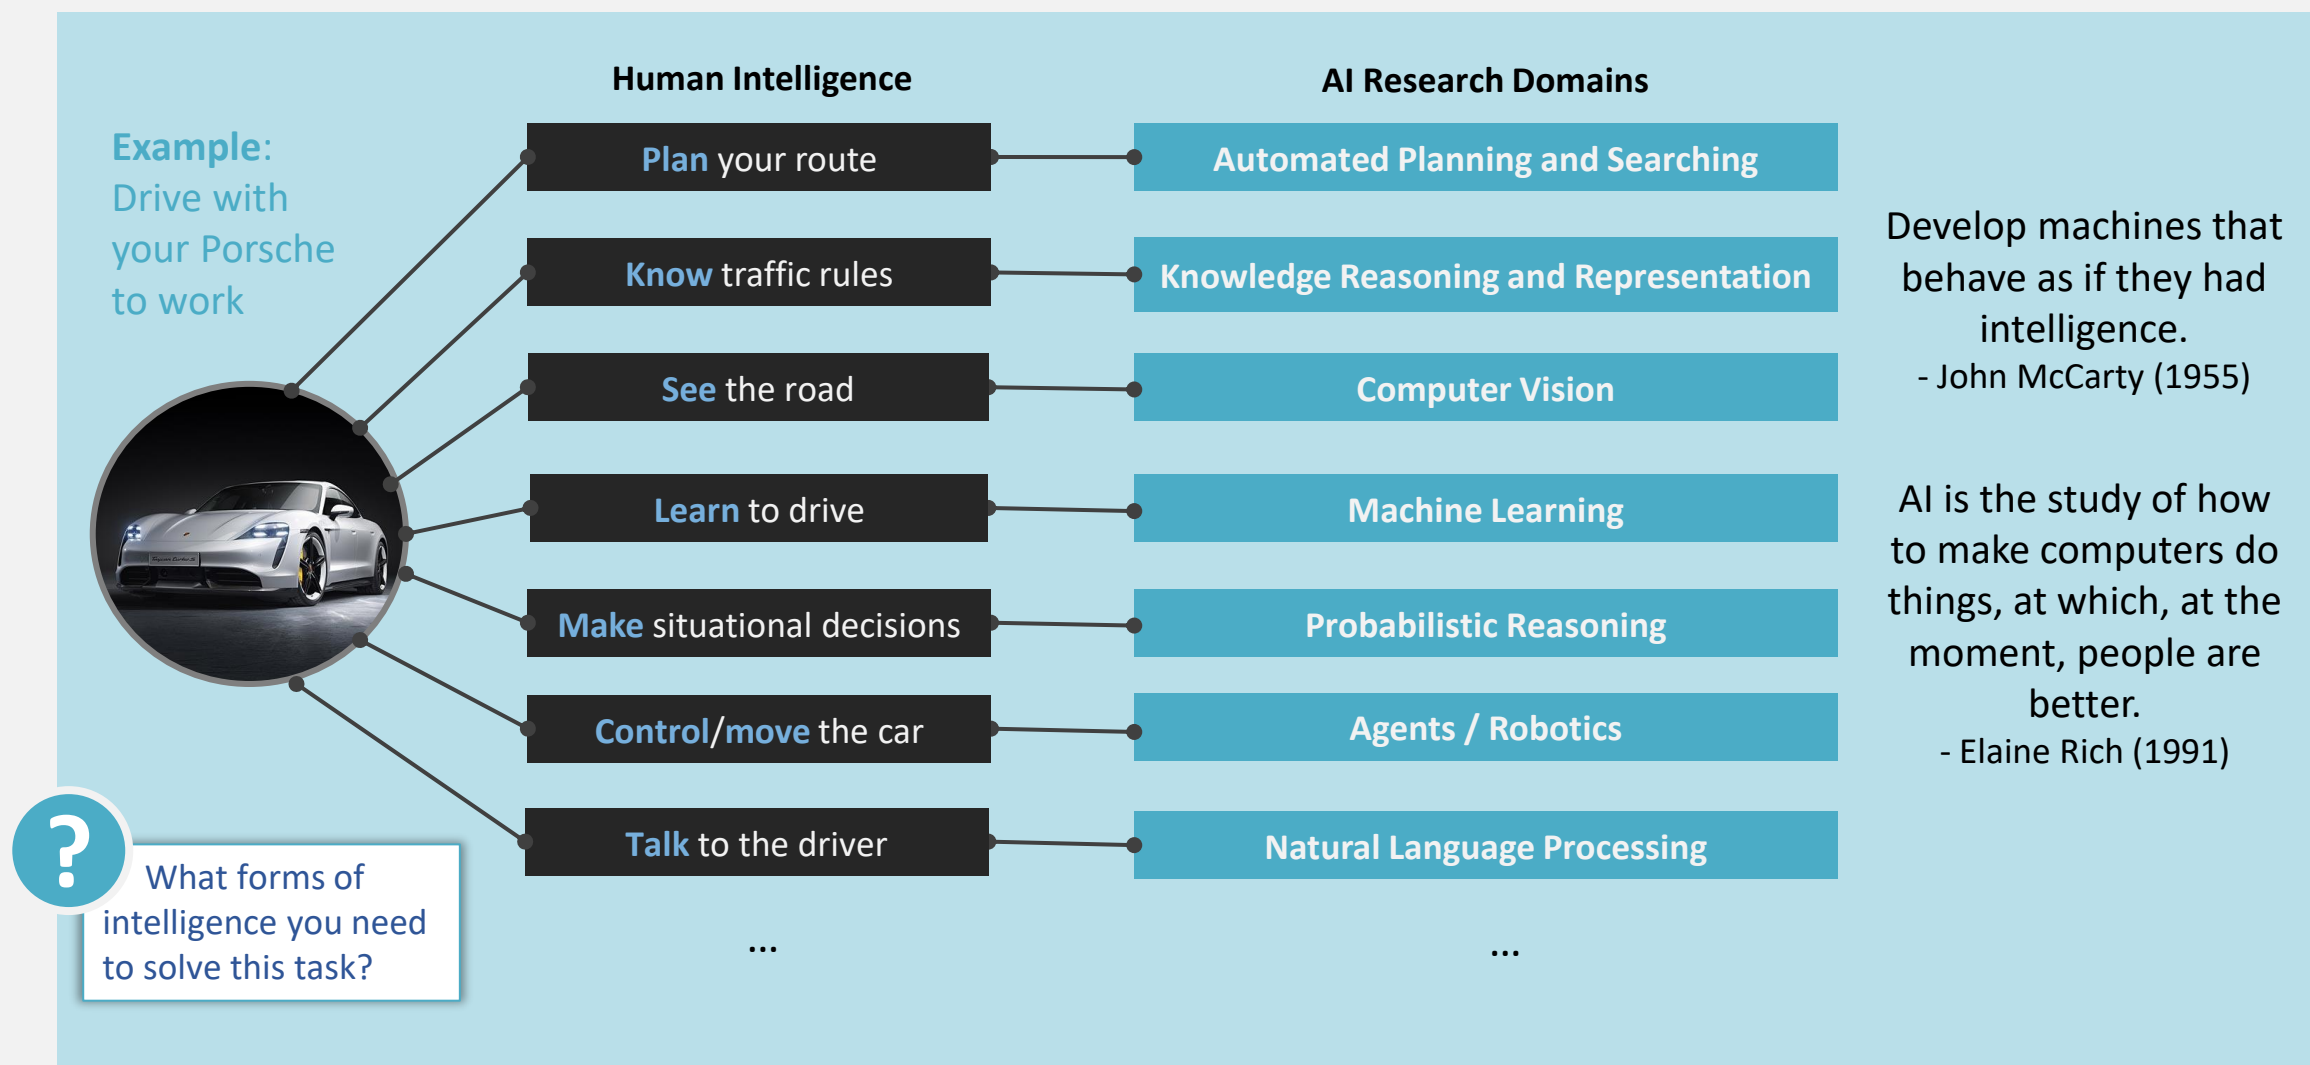 Human Intelligence
AI Research Domains
Example:
Drive with
your Porsche
to work
Plan your route
Automated Planning and Searching
Know traffic rules
Knowledge Reasoning and Representation
See the road
Computer Vision
Learn to drive
Machine Learning
Make situational decisions
Probabilistic Reasoning
Control/move the car
Agents / Robotics
Talk to the driver
Natural Language Processing
...
...
Develop machines that
behave as if they had
intelligence.
- John McCarty (1955)
AI is the study of how
to make computers do
things, at which, at the
moment, people are
better.
- Elaine Rich (1991)
?
What forms of
intelligence you need
to solve this task?